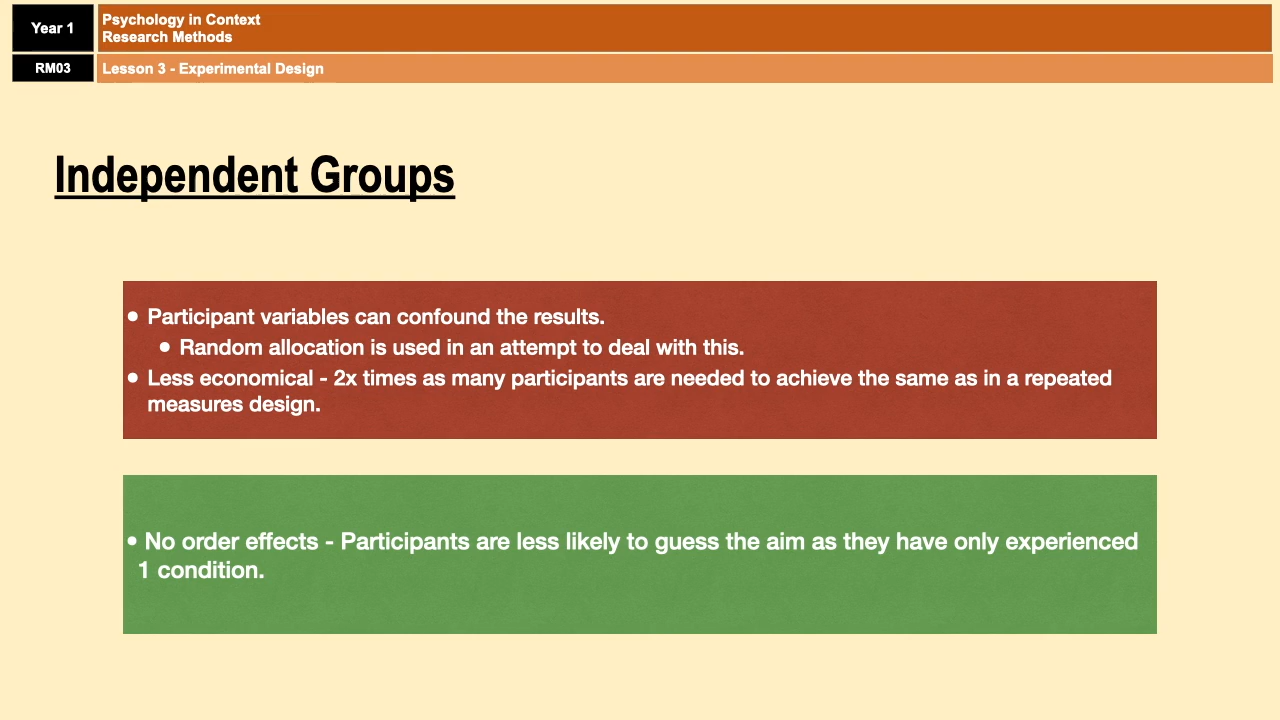 Year 1
Psychology in Context
Research Methods
RM03
Lesson 3 - Experimental Design
Independent Groups
• Participant variables can confound the results.
• Random allocation is used in an attempt to deal with this.
• Less economical - 2x times as many participants are needed to achieve the same as in a repeated
measures design.
• No order effects - Participants are less likely to guess the aim as they have only experienced
1 condition.